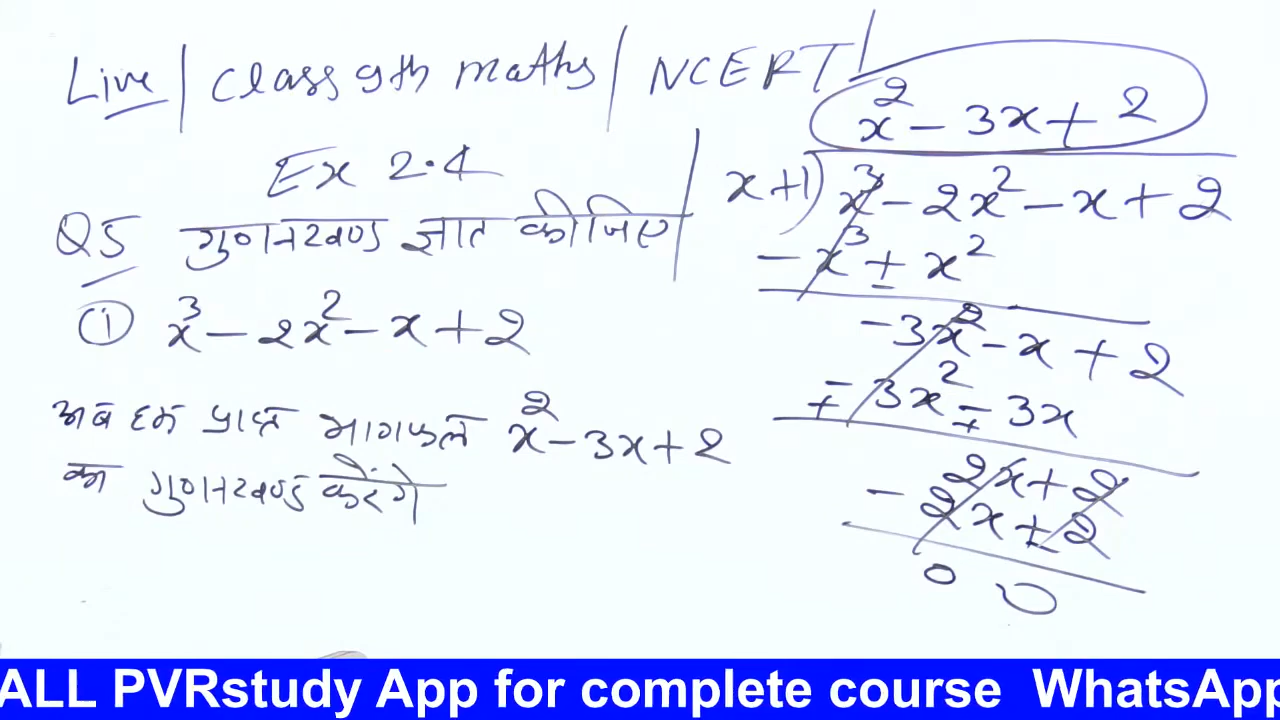 Live / Class 9th maths / NCERT /
Ex 2.4
Q5 गुणनखण्ड ज्ञात कीजिए
① x³ - 2x² - x + 2
अब हम प्राप्त भागफल x² - 3x + 2
का गुणनखण्ड करेंगे
x² - 3x + 2
x+1) x³ - 2x² - x + 2
- x³ ± x²
-3x² - x + 2
∓ 3x² ∓ 3x
2x + 2
- 2x ± 2
0 0
ALL PVRstudy App for complete course WhatsApp